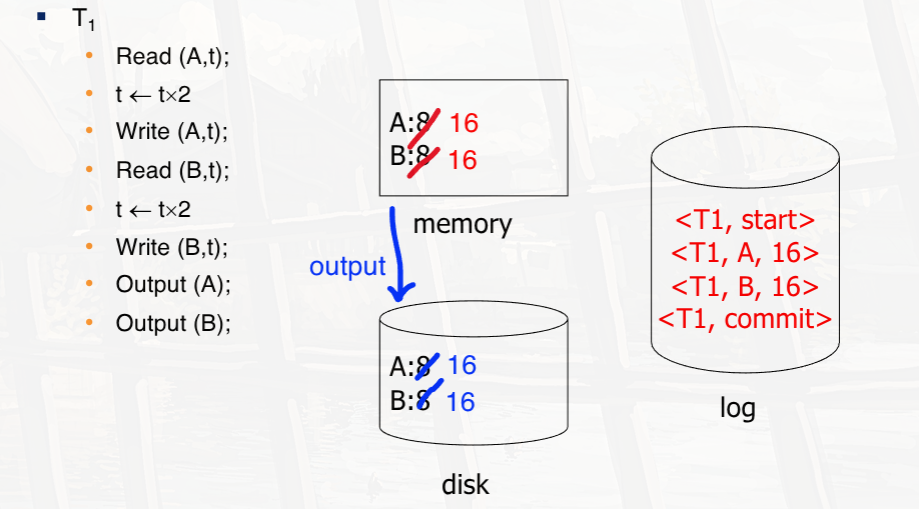 T1
Read (A,t);
t ← t×2
Write (A,t);
Read (B,t);
t ← t×2
Write (B,t);
Output (A);
Output (B);
A:8 16
B:8 16
memory
output
A:8 16
B:8 16
disk
<T1, start>
<T1, A, 16>
<T1, B, 16>
<T1, commit>
log